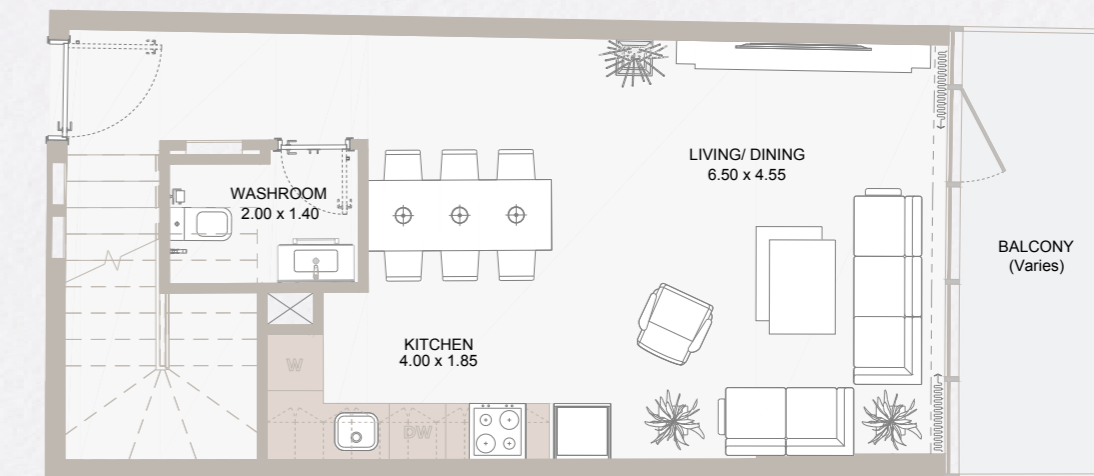 WASHROOM
2.00 x 1.40
LIVING/ DINING
6.50 x 4.55
BALCONY
(Varies)
KITCHEN
4.00 x 1.85
W
DW